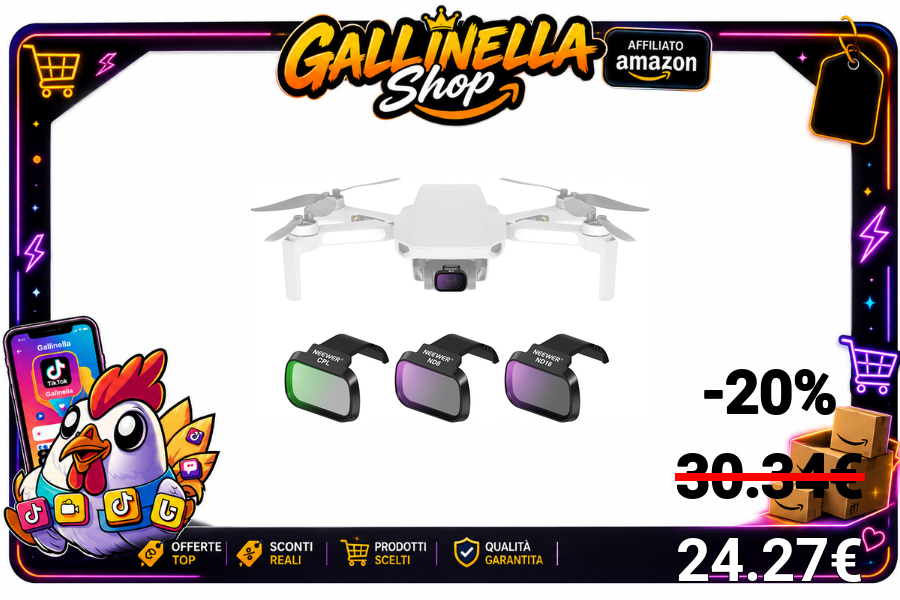 GALLINELLA
Shop
AFFILIATO
amazon
NEEWER®
CPL
NEEWER®
ND8
NEEWER®
ND16
Gallinella
TikTok
Gallinella
-20%
30.34€
24.27€
OFFERTE
TOP
SCONTI
REALI
PRODOTTI
SCELTI
QUALITÀ
GARANTITA